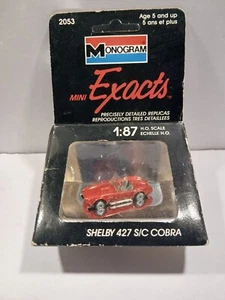 2053
Age 5 and up
5 ans et plus
MONOGRAM
MINI Exacts
PRECISELY DETAILED REPLICAS
REPRODUCTIONS TRES DETAILLEES
1:87 H.O. SCALE
ECHELLE H.O.
SHELBY 427 S/C COBRA